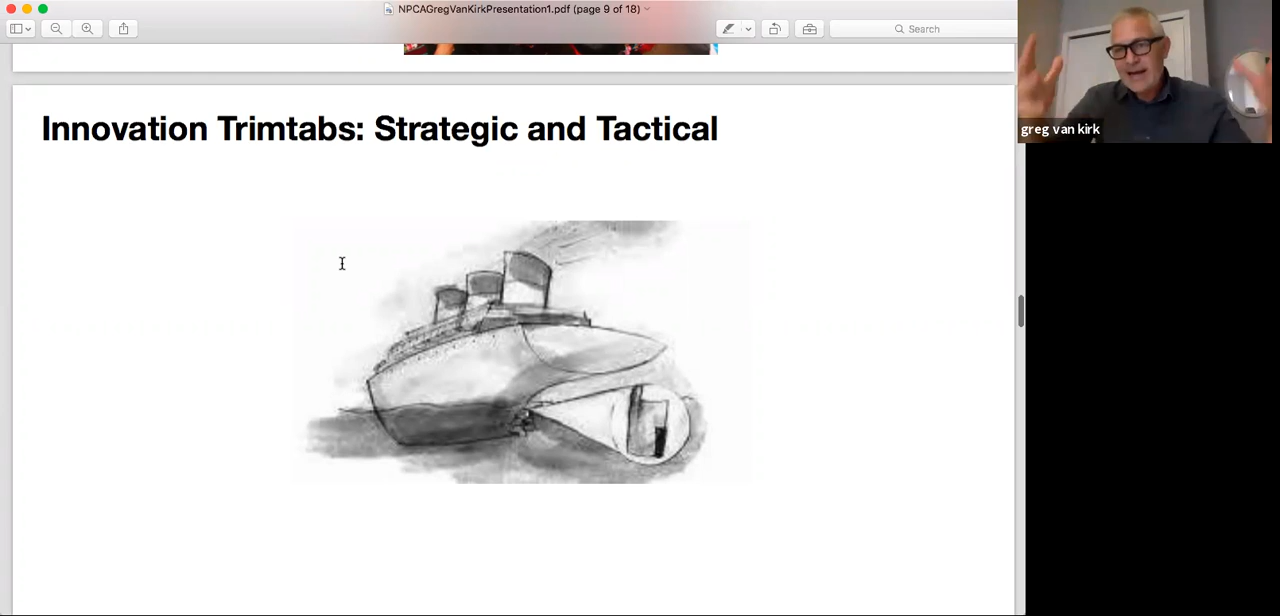 NPCAGregVanKirkPresentation1.pdf (page 9 of 18)
Search
Innovation Trimtabs: Strategic and Tactical
greg van kirk